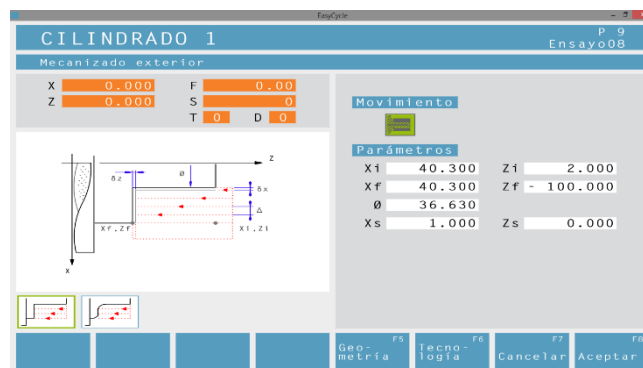 EasyCycle
CILINDRADO 1
P 9
Ensayo08
Mecanizado exterior
X 0.000 F 0.00
Z 0.000 S 0
T 0 D 0
Movimiento
Parámetros
Xi 40.300 Zi 2.000
Xf 40.300 Zf - 100.000
Ø 36.630
Xs 1.000 Zs 0.000
Z
δz
ø
δx
Δ
Xf,Zf
Xi,Zi
X
F5
Geo-
metría
F6
Tecno-
logía
F7
Cancelar
F8
Aceptar